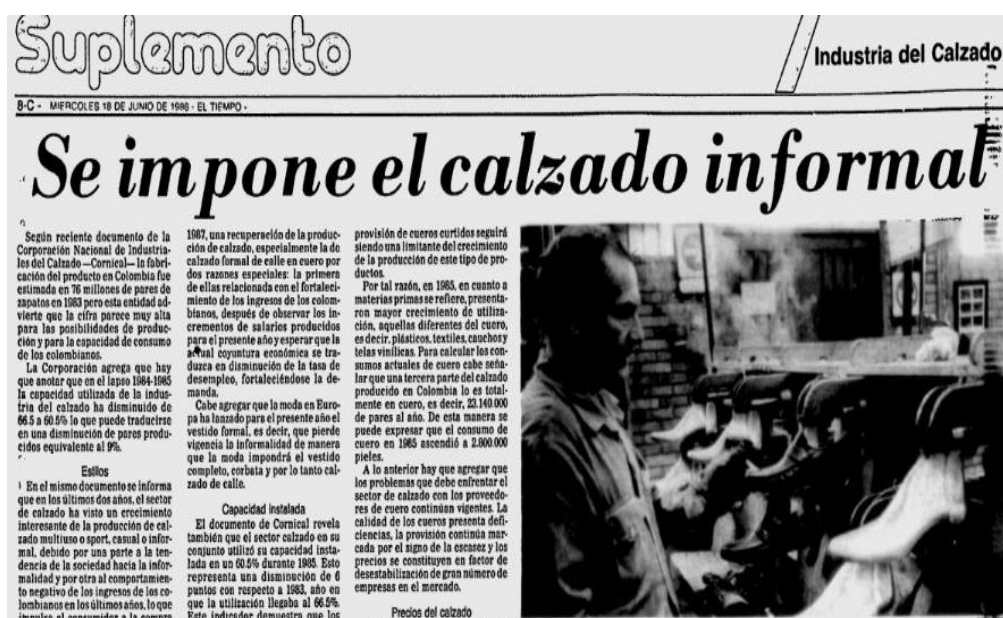 Suplemento
Industria del Calzado
8-C - MIERCOLES 18 DE JUNIO DE 1986 - EL TIEMPO -
Se impone el calzado informal
Según reciente documento de la
Corporación Nacional de Industria-
les del Calzado —Cornical— la fabri-
cación del producto en Colombia fue
estimada en 76 millones de pares de
zapatos en 1983 pero esta entidad ad-
vierte que la cifra parece muy alta
para las posibilidades de produc-
ción y para la capacidad de consumo
de los colombianos.
La Corporación agrega que hay
que anotar que en el lapso 1984-1985
la capacidad utilizada de la indus-
tria del calzado ha disminuido de
66.5 a 60.5% lo que puede traducirse
en una disminución de pares produ-
cidos equivalente al 9%.
Estilos
En el mismo documento se informa
que en los últimos dos años, el sector
de calzado ha visto un crecimiento
interesante de la producción de cal-
zado multiuso o sport, casual o infor-
mal, debido por una parte a la ten-
dencia de la sociedad hacia la infor-
malidad y por otra al comportamien-
to negativo de los ingresos de los co-
lombianos en los últimos años, lo que
impulsa al consumidor a la compra
1987, una recuperación de la produc-
ción de calzado, especialmente la de
calzado formal de calle en cuero por
dos razones especiales: la primera
de ellas relacionada con el fortaleci-
miento de los ingresos de los colom-
bianos, después de observar los in-
crementos de salarios producidos
para el presente año y esperar que la
actual coyuntura económica se tra-
duzca en disminución de la tasa de
desempleo, fortaleciéndose la de-
manda.
Cabe agregar que la moda en Euro-
pa ha lanzado para el presente año el
vestido formal, es decir, que pierde
vigencia la informalidad de manera
que la moda impondrá el vestido
completo, corbata y por lo tanto cal-
zado de calle.
Capacidad instalada
El documento de Cornical revela
también que el sector calzado en su
conjunto utilizó su capacidad insta-
lada en un 60.5% durante 1985. Esto
representa una disminución de 6
puntos con respecto a 1983, año en
que la utilización llegaba al 66.5%.
Este indicador demuestra que los
provisión de cueros curtidos seguirá
siendo una limitante del crecimiento
de la producción de este tipo de pro-
ductos.
Por tal razón, en 1985, en cuanto a
materias primas se refiere, presenta-
ron mayor crecimiento de utiliza-
ción, aquellas diferentes del cuero,
es decir, plásticos, textiles, cauchos y
telas vinílicas. Para calcular los con-
sumos actuales de cuero cabe seña-
lar que una tercera parte del calzado
producido en Colombia lo es total-
mente en cuero, es decir, 23.140.000
de pares al año. De esta manera se
puede expresar que el consumo de
cuero en 1985 ascendió a 2.800.000
pieles.
A lo anterior hay que agregar que
los problemas que debe enfrentar el
sector de calzado con los proveedo-
res de cuero continúan vigentes. La
calidad de los cueros presenta defi-
ciencias, la provisión continúa mar-
cada por el signo de la escasez y los
precios se constituyen en factor de
desestabilización de gran número de
empresas en el mercado.
Precios del calzado